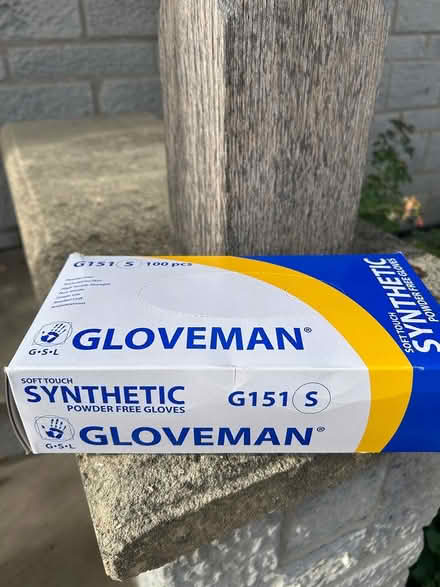 G151 S 100 pcs
GLOVEMAN®
G·S·L
SOFT TOUCH
SYNTHETIC
POWDER FREE GLOVES
G151 S
GLOVEMAN®
G·S·L
SOFT TOUCH
SYNTHETIC
POWDER FREE GLOVES